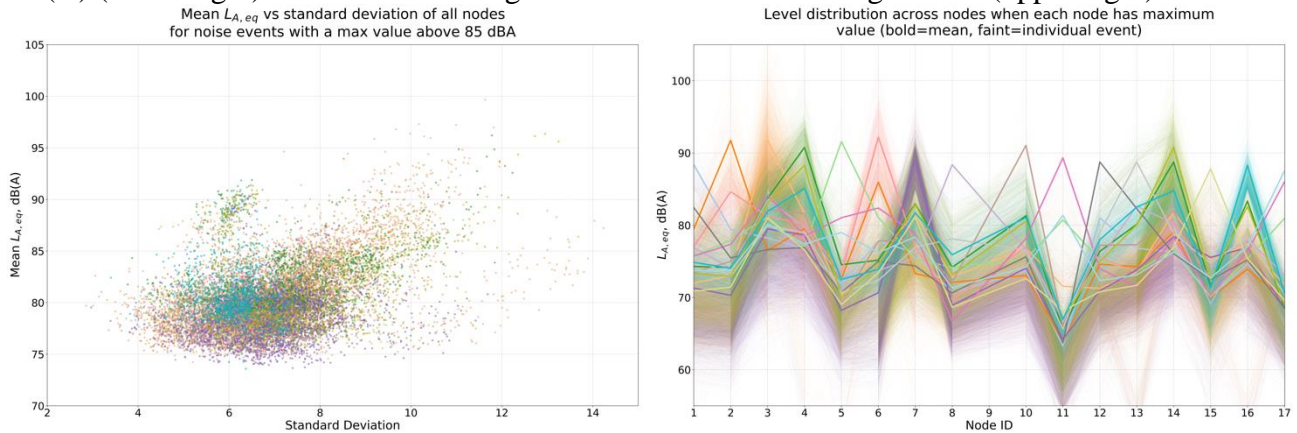 Mean L_A,eq vs standard deviation of all nodes
for noise events with a max value above 85 dBA
105
100
95
90
85
80
75
70
Mean L_A,eq, dB(A)
2 4 6 8 10 12 14
Standard Deviation
Level distribution across nodes when each node has maximum
value (bold=mean, faint=individual event)
100
90
80
70
60
L_A,eq, dB(A)
1 2 3 4 5 6 7 8 9 10 11 12 13 14 15 16 17
Node ID